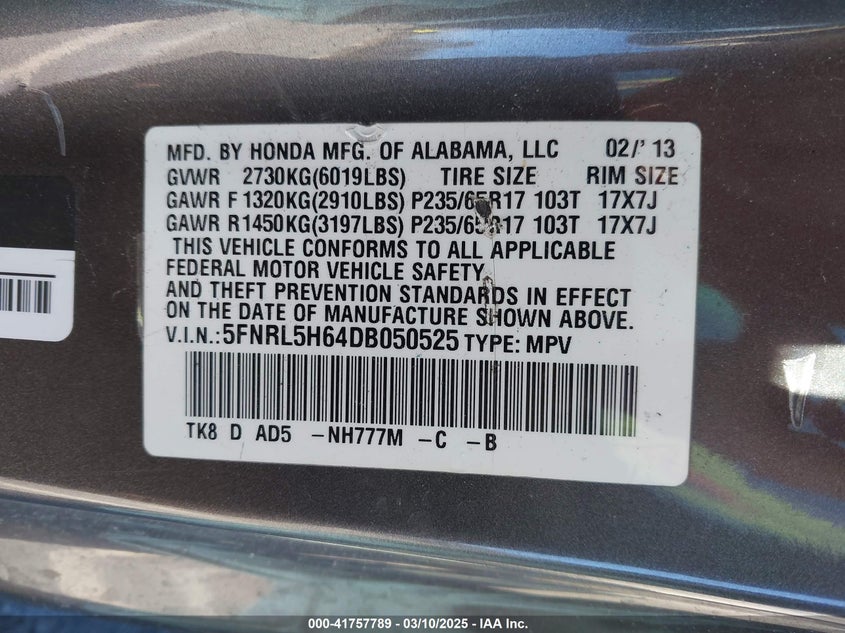 MFD. BY HONDA MFG. OF ALABAMA, LLC 02/' 13
GVWR 2730KG(6019LBS) TIRE SIZE RIM SIZE
GAWR F 1320KG(2910LBS) P235/65R17 103T 17X7J
GAWR R1450KG(3197LBS) P235/65R17 103T 17X7J
THIS VEHICLE CONFORMS TO ALL APPLICABLE
FEDERAL MOTOR VEHICLE SAFETY
AND THEFT PREVENTION STANDARDS IN EFFECT
ON THE DATE OF MANUFACTURE SHOWN ABOVE.
V.I.N.:5FNRL5H64DB050525 TYPE: MPV
TK8 D AD5 -NH777M -C -B
000-41757789 - 03/10/2025 - IAA Inc.